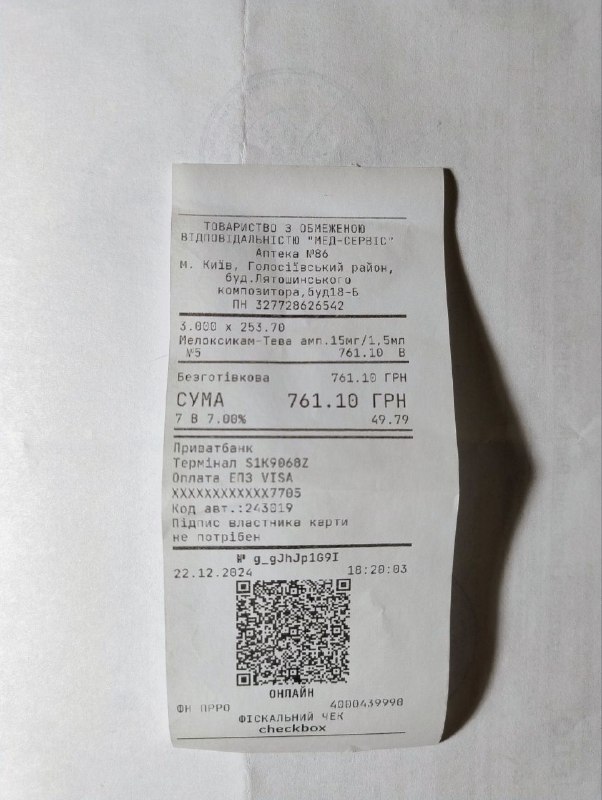 ТОВАРИСТВО З ОБМЕЖЕНОЮ
ВІДПОВІДАЛЬНІСТЮ "МЕД-СЕРВІС"
Аптека №86
м. Київ, Голосіївський район,
буд.Лятошинського
композитора,буд18-Б
ПН 327728626542
3.000 x 253.70
Мелоксикам-Тева амп.15мг/1,5мл
№5 761.10 В
Безготівкова 761.10 ГРН
СУМА 761.10 ГРН
7 В 7.00% 49.79
Приватбанк
Термінал S1K9068Z
Оплата ЕПЗ VISA
XXXXXXXXXXXX7705
Код авт.:243019
Підпис власника карти
не потрібен
№ g_gJhJp1G9I
22.12.2024 18:20:03
ОНЛАЙН
ФН ПРРО 4000439990
ФІСКАЛЬНИЙ ЧЕК
checkbox